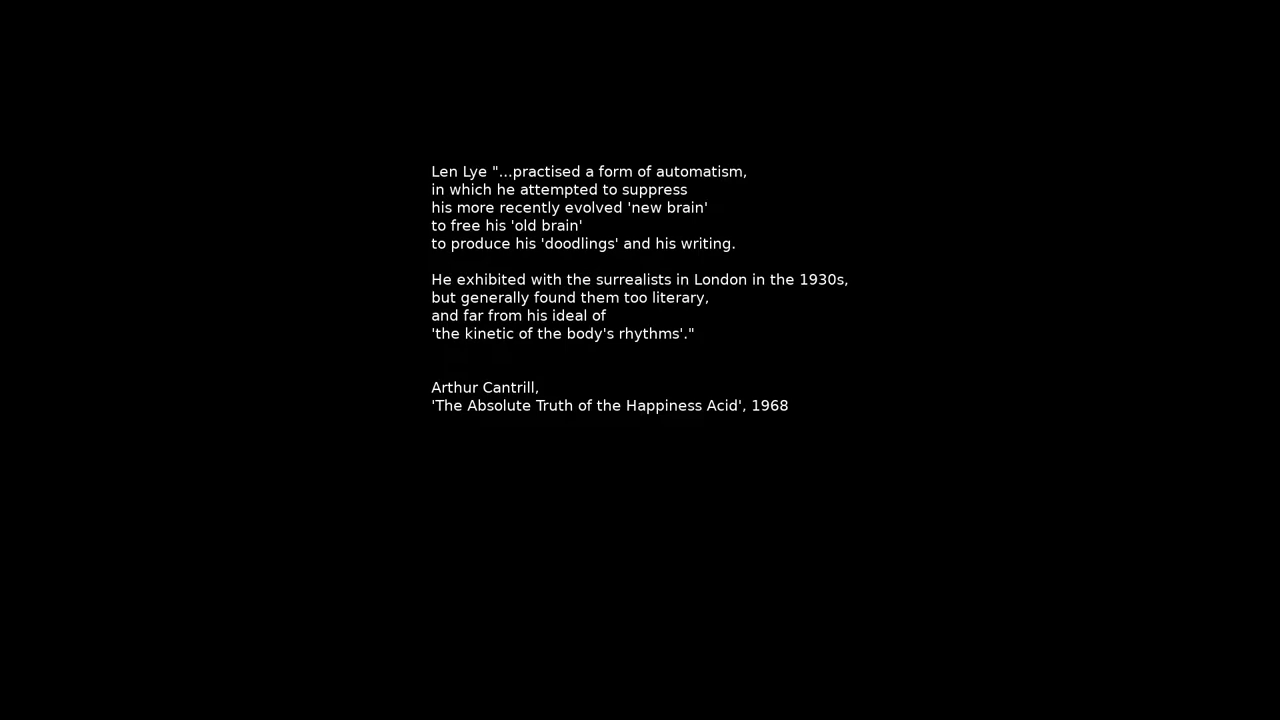 Len Lye "...practised a form of automatism,
in which he attempted to suppress
his more recently evolved 'new brain'
to free his 'old brain'
to produce his 'doodlings' and his writing.
He exhibited with the surrealists in London in the 1930s,
but generally found them too literary,
and far from his ideal of
'the kinetic of the body's rhythms'."
Arthur Cantrill,
'The Absolute Truth of the Happiness Acid', 1968